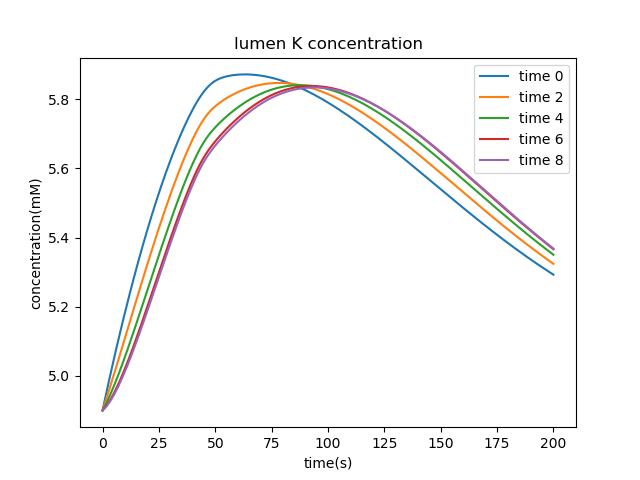 lumen K concentration
time 0
time 2
time 4
time 6
time 8
concentration(mM)
5.8
5.6
5.4
5.2
5.0
0 25 50 75 100 125 150 175 200
time(s)